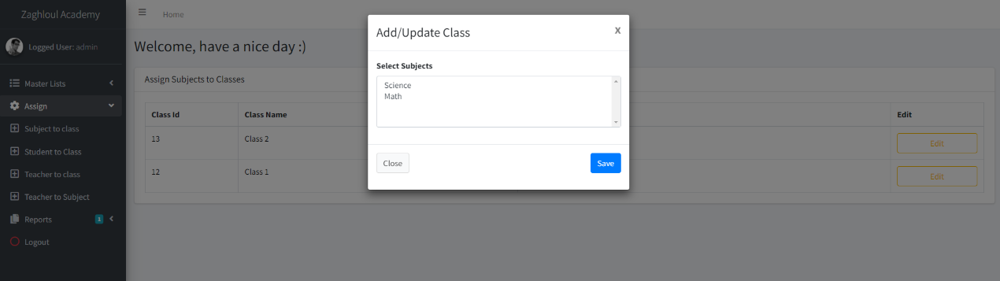 Zaghloul Academy
Logged User: admin
Master Lists
Assign
Subject to class
Student to Class
Teacher to class
Teacher to Subject
Reports 1
Logout
Home
Welcome, have a nice day :)
Assign Subjects to Classes
Class Id Class Name Edit
13 Class 2 Edit
12 Class 1 Edit
Add/Update Class X
Select Subjects
Science
Math
Close Save